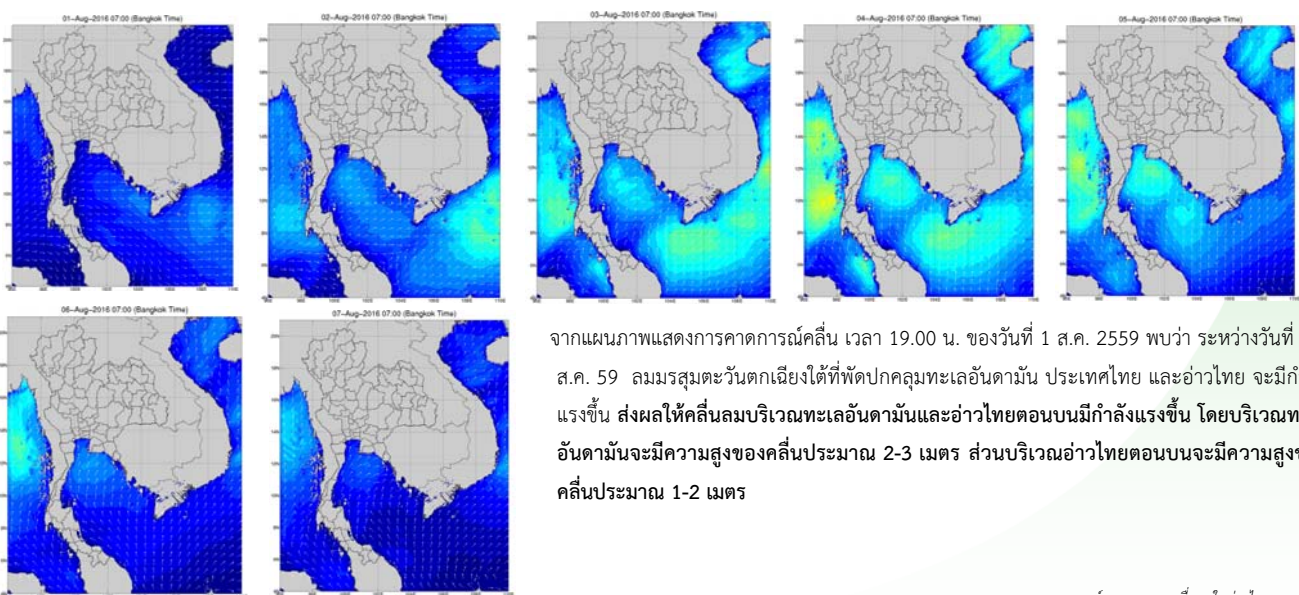 01-Aug-2016 07:00 (Bangkok Time)
02-Aug-2016 07:00 (Bangkok Time)
03-Aug-2016 07:00 (Bangkok Time)
04-Aug-2016 07:00 (Bangkok Time)
05-Aug-2016 07:00 (Bangkok Time)
06-Aug-2016 07:00 (Bangkok Time)
07-Aug-2016 07:00 (Bangkok Time)
จากแผนภาพแสดงการคาดการณ์คลื่น เวลา 19.00 น. ของวันที่ 1 ส.ค. 2559 พบว่า ระหว่างวันที่
ส.ค. 59 ลมมรสุมตะวันตกเฉียงใต้ที่พัดปกคลุมทะเลอันดามัน ประเทศไทย และอ่าวไทย จะมีกำ
แรงขึ้น ส่งผลให้คลื่นลมบริเวณทะเลอันดามันและอ่าวไทยตอนบนมีกำลังแรงขึ้น โดยบริเวณท
อันดามันจะมีความสูงของคลื่นประมาณ 2-3 เมตร ส่วนบริเวณอ่าวไทยตอนบนจะมีความสูงข
คลื่นประมาณ 1-2 เมตร